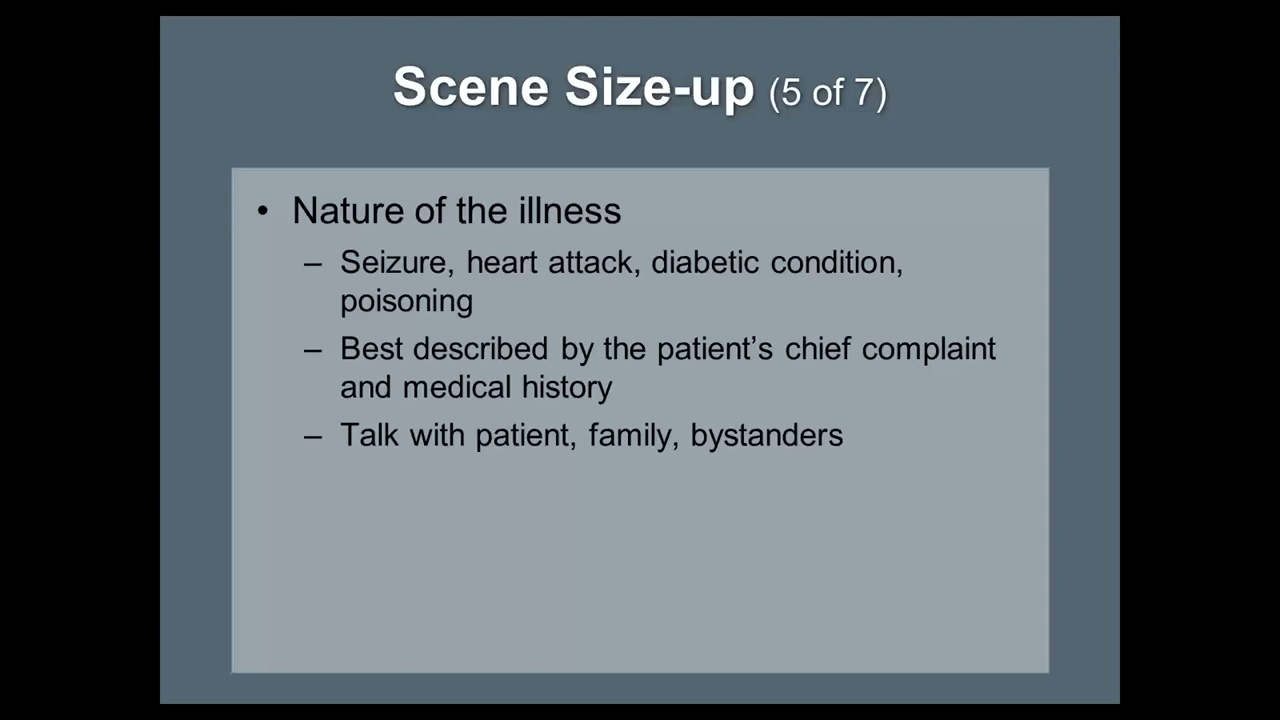 Scene Size-up (5 of 7)
• Nature of the illness
– Seizure, heart attack, diabetic condition,
poisoning
– Best described by the patient’s chief complaint
and medical history
– Talk with patient, family, bystanders